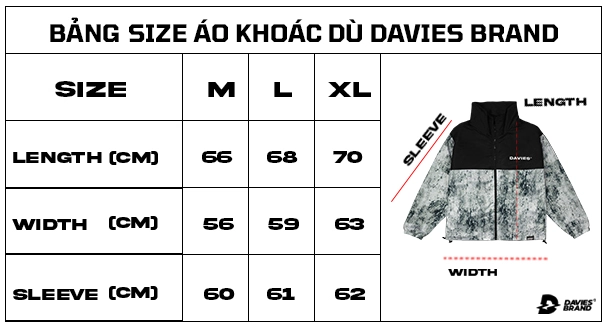 BẢNG SIZE ÁO KHOÁC DÙ DAVIES BRAND
SIZE M L XL
LENGTH (CM) 66 68 70
WIDTH (CM) 56 59 63
SLEEVE (CM) 60 61 62
LENGTH
SLEEVE
DAVIES
WIDTH
DAVIES®
BRAND